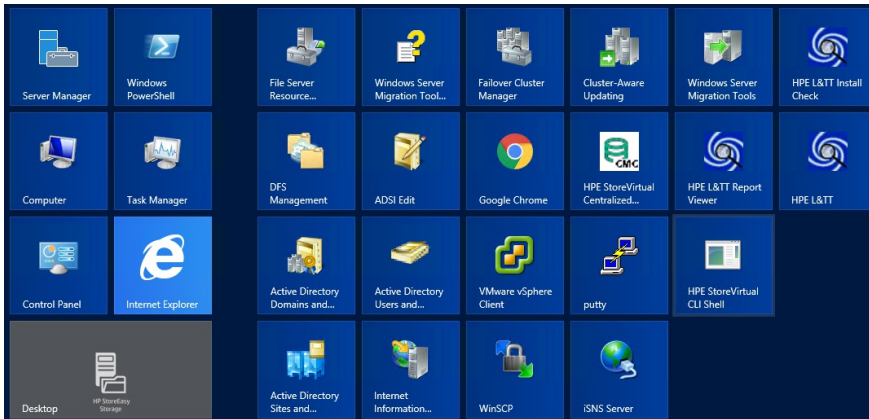 Server Manager
Windows
PowerShell
File Server
Resource...
Windows Server
Migration Tool...
Failover Cluster
Manager
Cluster-Aware
Updating
Windows Server
Migration Tools
HPE L&TT Install
Check
Computer
Task Manager
DFS
Management
ADSI Edit
Google Chrome
CMC
HPE StoreVirtual
Centralized...
HPE L&TT Report
Viewer
HPE L&TT
Control Panel
Internet Explorer
Active Directory
Domains and...
Active Directory
Users and...
VMware vSphere
Client
putty
HPE StoreVirtual
CLI Shell
HP StoreEasy
Storage
Desktop
Active Directory
Sites and...
Internet
Information...
WinSCP
iSNS Server